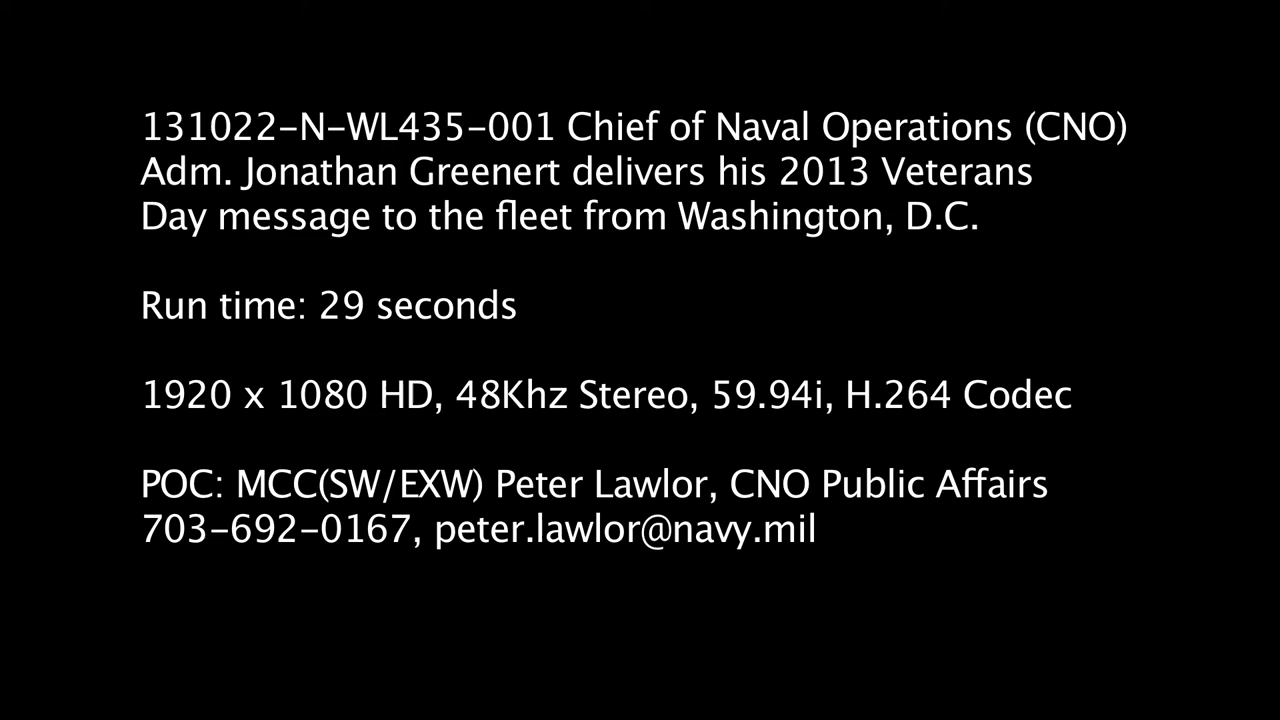 131022-N-WL435-001 Chief of Naval Operations (CNO)
Adm. Jonathan Greenert delivers his 2013 Veterans
Day message to the fleet from Washington, D.C.
Run time: 29 seconds
1920 x 1080 HD, 48Khz Stereo, 59.94i, H.264 Codec
POC: MCC(SW/EXW) Peter Lawlor, CNO Public Affairs
703-692-0167, peter.lawlor@navy.mil